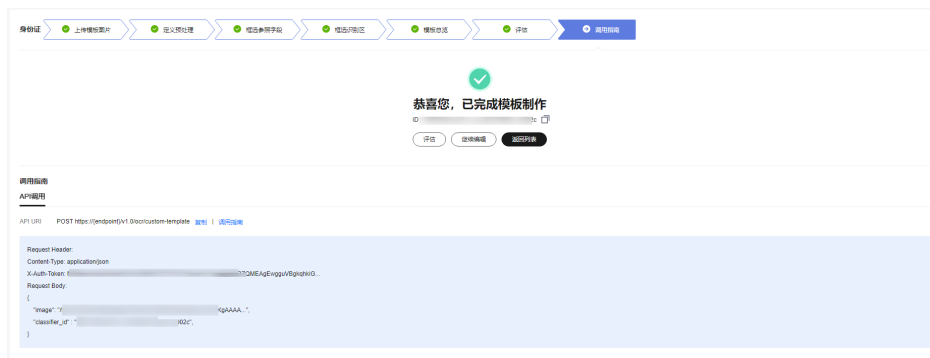 身份证 上传模板图片 定义预处理 框选参照字段 框选识别区 模板总览 评估 调用指南
恭喜您，已完成模板制作
ID 2c
评估 继续编辑 返回列表
调用指南
API调用
API URI POST https://{endpoint}/v1.0/ocr/custom-template 复制 | 调用指南
Request Header:
Content-Type: application/json
X-Auth-Token:
Request Body:
{
"image": "/ KgAAAA...",
"classifier_id" : " 02c",
}